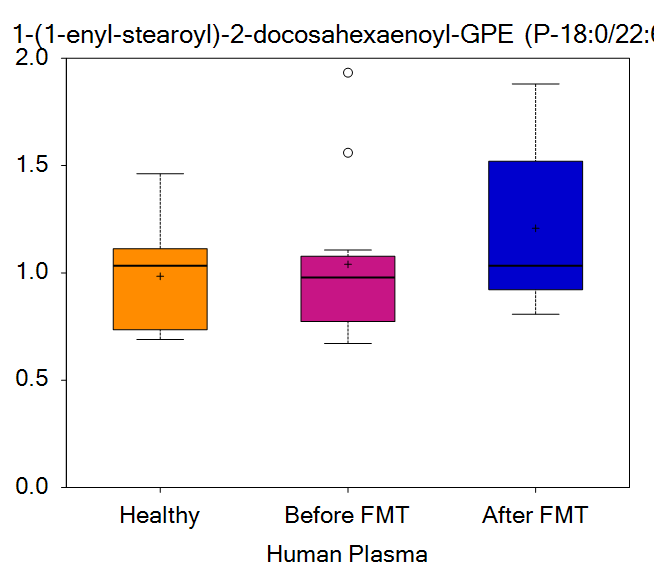 1-(1-enyl-stearoyl)-2-docosahexaenoyl-GPE (P-18:0/22:6
2.0
1.5
1.0
0.5
0.0
Healthy Before FMT After FMT
Human Plasma